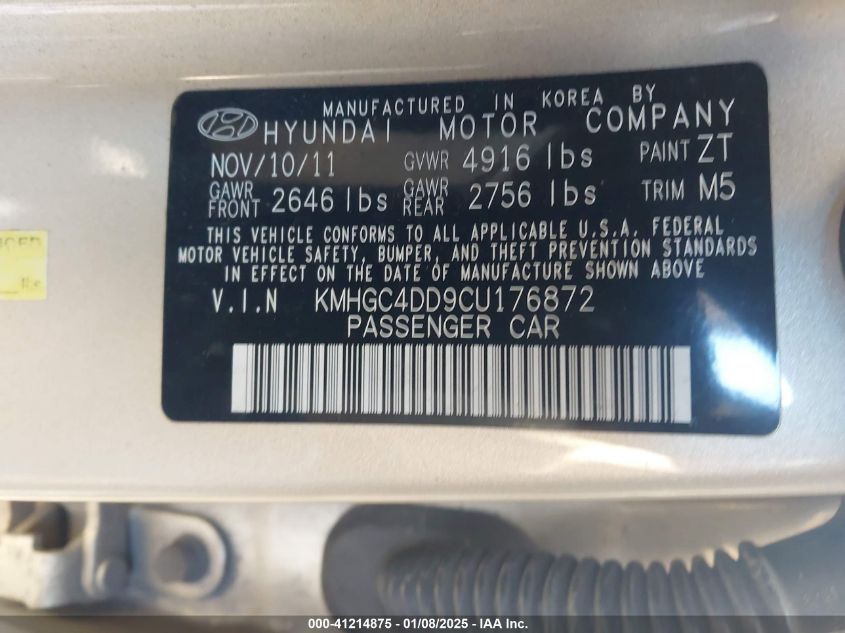 MANUFACTURED IN KOREA BY
HYUNDAI MOTOR COMPANY
NOV/10/11 GVWR 4916 lbs PAINT ZT
GAWR FRONT 2646 lbs GAWR REAR 2756 lbs TRIM M5
THIS VEHICLE CONFORMS TO ALL APPLICABLE U.S.A. FEDERAL
MOTOR VEHICLE SAFETY, BUMPER, AND THEFT PREVENTION STANDARDS
IN EFFECT ON THE DATE OF MANUFACTURE SHOWN ABOVE
V.I.N KMHGC4DD9CU176872
PASSENGER CAR
000-41214875 - 01/08/2025 - IAA Inc.